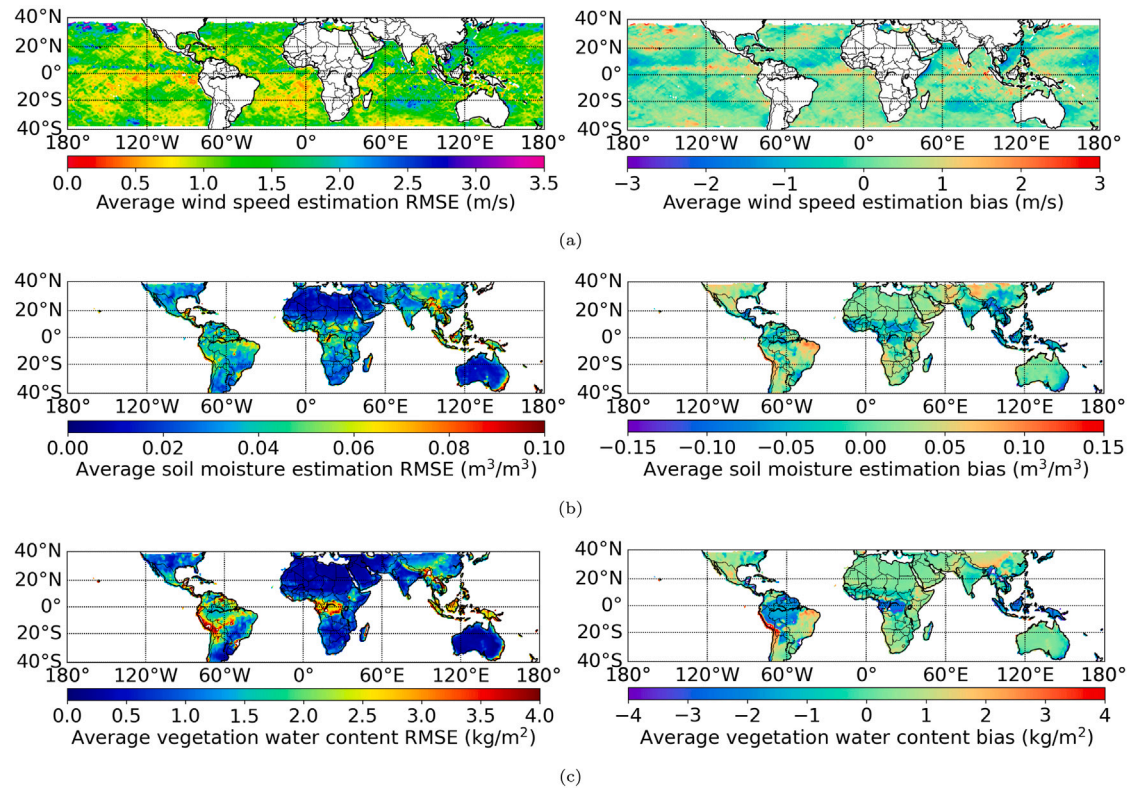 40°N 40°N
20°N 20°N
0° 0°
20°S 20°S
40°S 40°S
180° 120°W 60°W 0° 60°E 120°E 180° 180° 120°W 60°W 0° 60°E 120°E 180°
0.0 0.5 1.0 1.5 2.0 2.5 3.0 3.5 −3 −2 −1 0 1 2 3
Average wind speed estimation RMSE (m/s) Average wind speed estimation bias (m/s)
(a)
40°N 40°N
20°N 20°N
0° 0°
20°S 20°S
40°S 40°S
180° 120°W 60°W 0° 60°E 120°E 180° 180° 120°W 60°W 0° 60°E 120°E 180°
0.00 0.02 0.04 0.06 0.08 0.10 −0.15 −0.10 −0.05 0.00 0.05 0.10 0.15
Average soil moisture estimation RMSE (m³/m³) Average soil moisture estimation bias (m³/m³)
(b)
40°N 40°N
20°N 20°N
0° 0°
20°S 20°S
40°S 40°S
180° 120°W 60°W 0° 60°E 120°E 180° 180° 120°W 60°W 0° 60°E 120°E 180°
0.0 0.5 1.0 1.5 2.0 2.5 3.0 3.5 4.0 −4 −3 −2 −1 0 1 2 3 4
Average vegetation water content RMSE (kg/m²) Average vegetation water content bias (kg/m²)
(c)